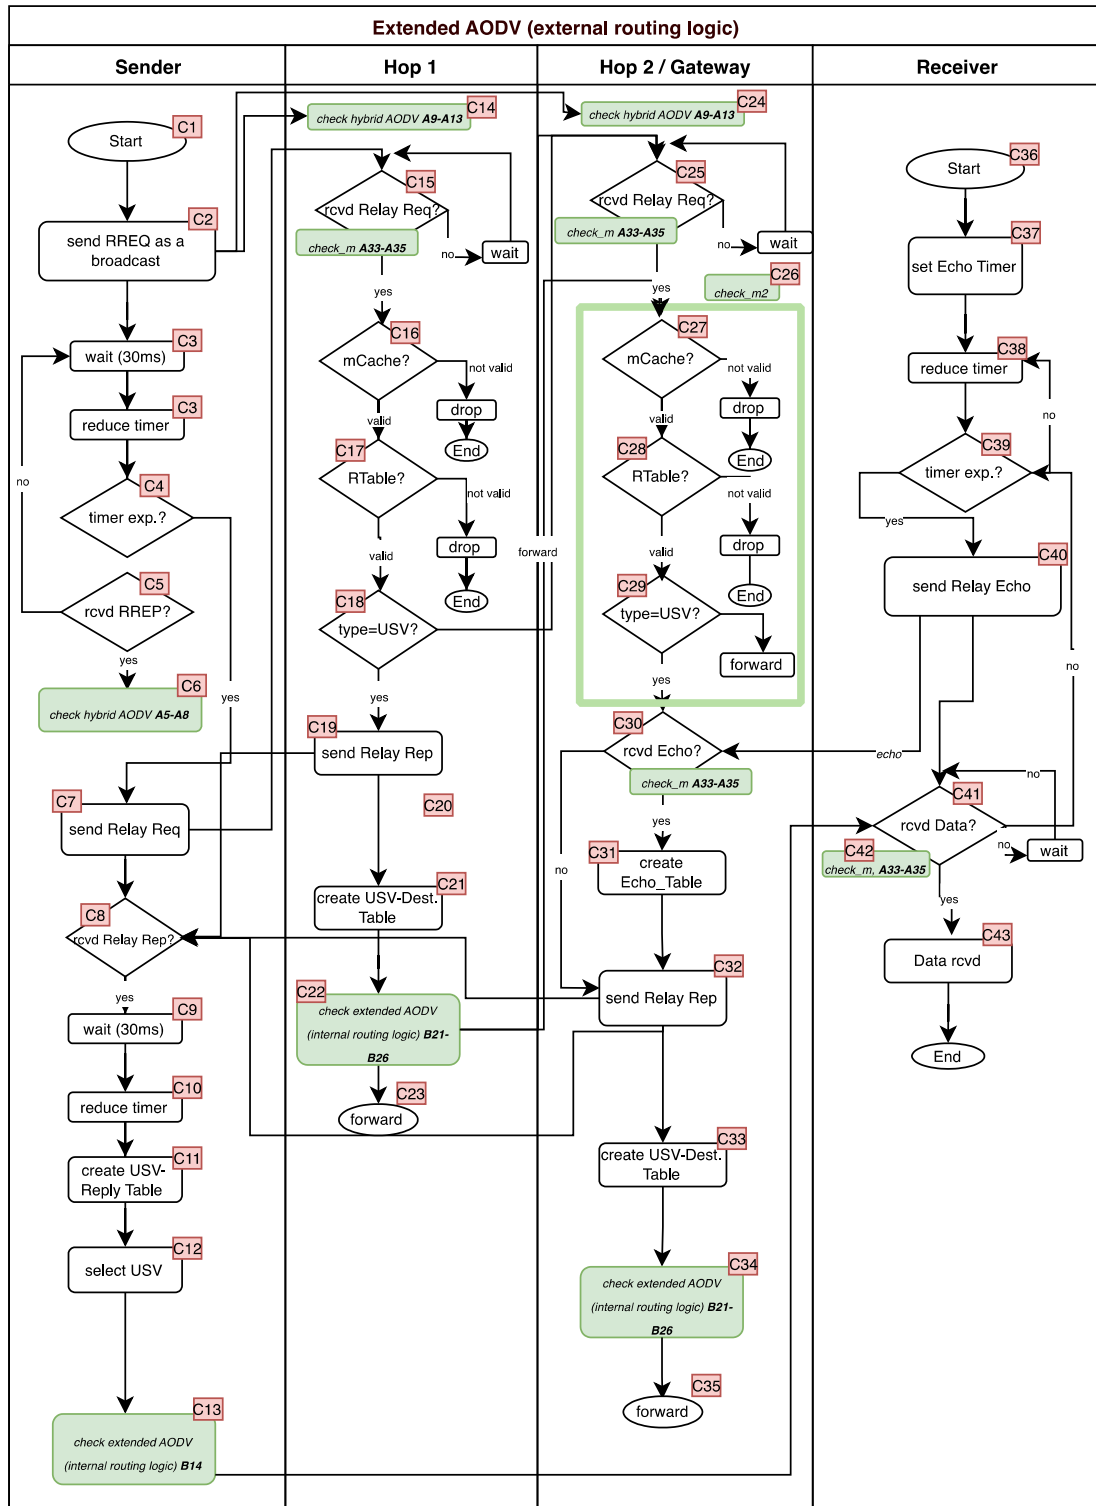 Extended AODV (external routing logic)
Sender
Hop 1
Hop 2 / Gateway
Receiver
C1
Start
C2
send RREQ as a
broadcast
C3
wait (30ms)
C3
reduce timer
no
C4
timer exp.?
C5
rcvd RREP?
yes
yes
C6
check hybrid AODV A5-A8
C7
send Relay Req
C8
rcvd Relay Rep?
yes
C9
wait (30ms)
C10
reduce timer
C11
create USV-
Reply Table
C12
select USV
C13
check extended AODV
(internal routing logic) B14
C14
check hybrid AODV A9-A13
C15
rcvd Relay Req?
check_m A33-A35
no
wait
yes
C16
mCache?
not valid
drop
End
valid
C17
RTable?
not valid
drop
End
valid
C18
type=USV?
forward
yes
C19
send Relay Rep
C20
C21
create USV-Dest.
Table
C22
check extended AODV
(internal routing logic) B21-
B26
C23
forward
C24
check hybrid AODV A9-A13
C25
rcvd Relay Req?
check_m A33-A35
no
wait
yes
C26
check_m2
C27
mCache?
not valid
drop
End
valid
C28
RTable?
not valid
drop
End
valid
C29
type=USV?
forward
yes
C30
rcvd Echo?
check_m A33-A35
echo
yes
no
C31
create
Echo_Table
C32
send Relay Rep
C33
create USV-Dest.
Table
C34
check extended AODV
(internal routing logic) B21-
B26
C35
forward
C36
Start
C37
set Echo Timer
C38
reduce timer
no
C39
timer exp.?
yes
C40
send Relay Echo
no
no
C41
rcvd Data?
no
wait
C42
check_m, A33-A35
yes
C43
Data rcvd
End